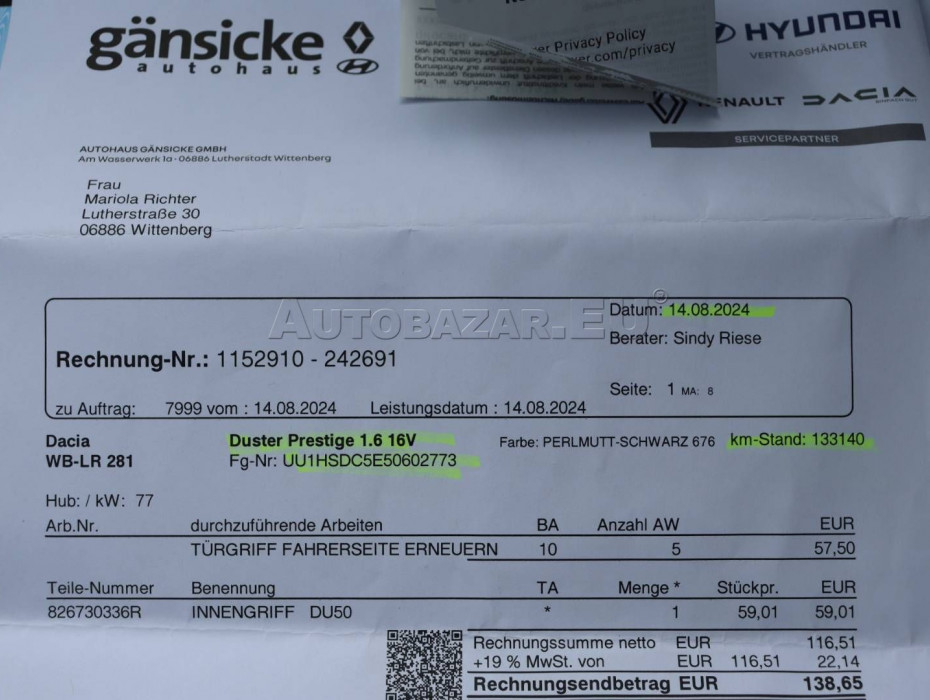 gänsicke
autohaus
HYUNDAI
VERTRAGSHÄNDLER
er Privacy Policy
er.com/privacy
RENAULT DACIA
SERVICEPARTNER
AUTOHAUS GÄNSICKE GMBH
Am Wasserwerk 1a · 06886 Lutherstadt Wittenberg
Frau
Mariola Richter
Lutherstraße 30
06886 Wittenberg
AUTOBAZAR.EU®
Datum: 14.08.2024
Berater: Sindy Riese
Rechnung-Nr.: 1152910 - 242691
Seite: 1 MA: 8
zu Auftrag: 7999 vom : 14.08.2024 Leistungsdatum : 14.08.2024
Dacia Duster Prestige 1.6 16V Farbe: PERLMUTT-SCHWARZ 676 km-Stand: 133140
WB-LR 281 Fg-Nr: UU1HSDC5E50602773
Hub: / kW: 77
Arb.Nr. durchzuführende Arbeiten BA Anzahl AW EUR
TÜRGRIFF FAHRERSEITE ERNEUERN 10 5 57,50
Teile-Nummer Benennung TA Menge * Stückpr. EUR
826730336R INNENGRIFF DU50 * 1 59,01 59,01
Rechnungssumme netto EUR 116,51
+19 % MwSt. von EUR 116,51 22,14
Rechnungsendbetrag EUR 138,65